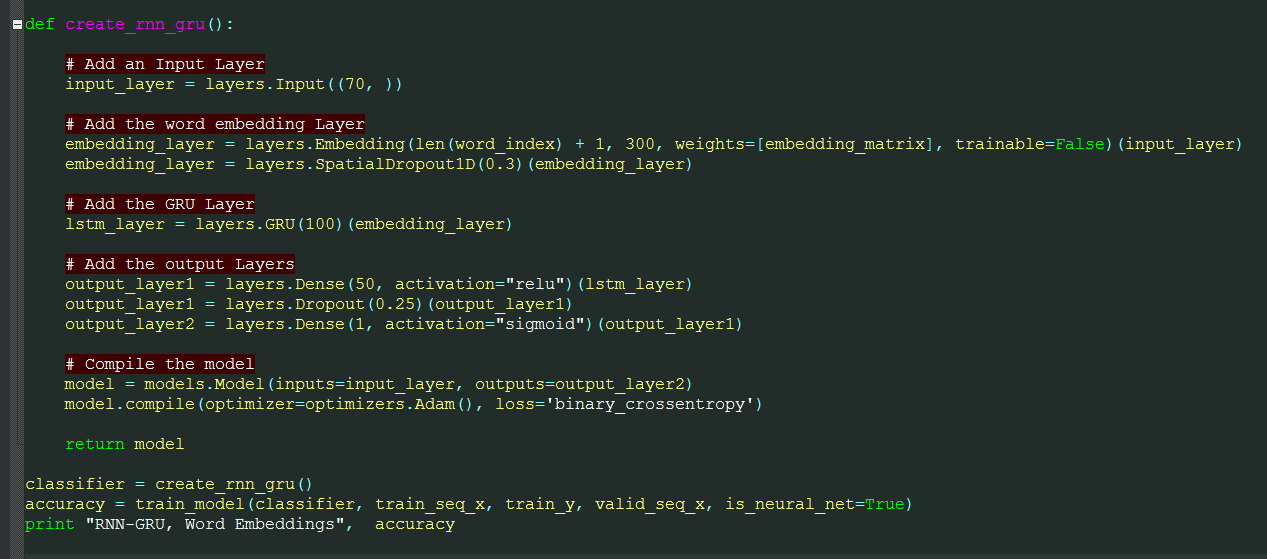 def create_rnn_gru():
    # Add an Input Layer
    input_layer = layers.Input((70, ))
    # Add the word embedding Layer
    embedding_layer = layers.Embedding(len(word_index) + 1, 300, weights=[embedding_matrix], trainable=False)(input_layer)
    embedding_layer = layers.SpatialDropout1D(0.3)(embedding_layer)
    # Add the GRU Layer
    lstm_layer = layers.GRU(100)(embedding_layer)
    # Add the output Layers
    output_layer1 = layers.Dense(50, activation="relu")(lstm_layer)
    output_layer1 = layers.Dropout(0.25)(output_layer1)
    output_layer2 = layers.Dense(1, activation="sigmoid")(output_layer1)
    # Compile the model
    model = models.Model(inputs=input_layer, outputs=output_layer2)
    model.compile(optimizer=optimizers.Adam(), loss='binary_crossentropy')
    return model
classifier = create_rnn_gru()
accuracy = train_model(classifier, train_seq_x, train_y, valid_seq_x, is_neural_net=True)
print "RNN-GRU, Word Embeddings",  accuracy